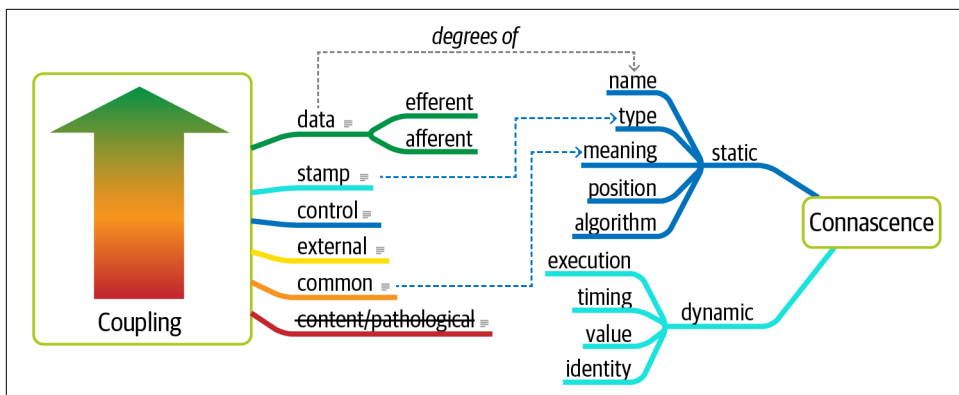 degrees of
data
efferent
afferent
stamp
control
external
common
content/pathological
Coupling
name
type
meaning
position
algorithm
static
execution
timing
value
identity
dynamic
Connascence